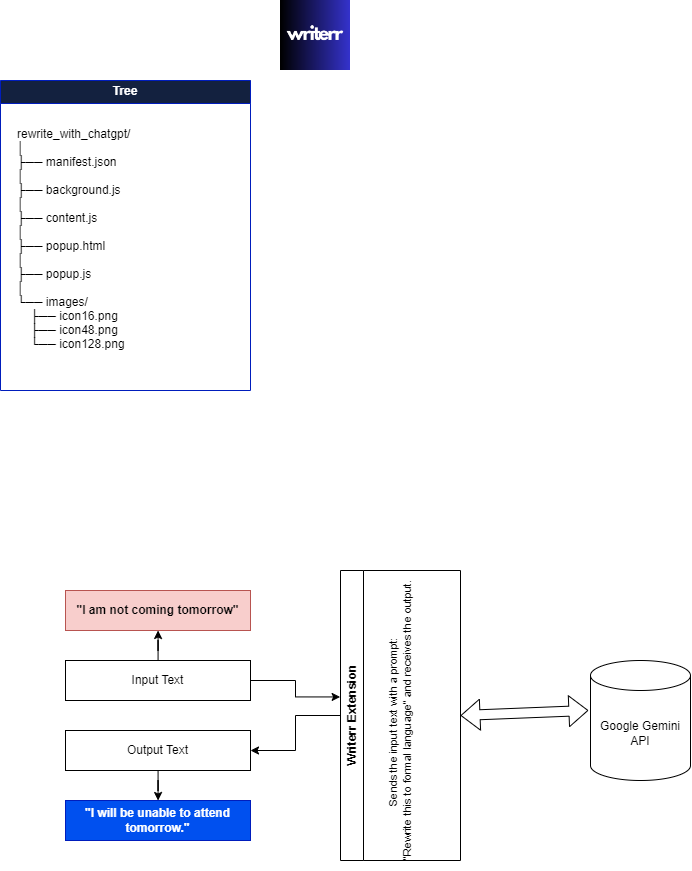 writerr
Tree
rewrite_with_chatgpt/
manifest.json
background.js
content.js
popup.html
popup.js
images/
icon16.png
icon48.png
icon128.png
"I am not coming tomorrow"
Input Text
Output Text
"I will be unable to attend
tomorrow."
Writerr Extension
Sends the input text with a prompt:
"Rewrite this to formal language" and receives the output.
Google Gemini
API